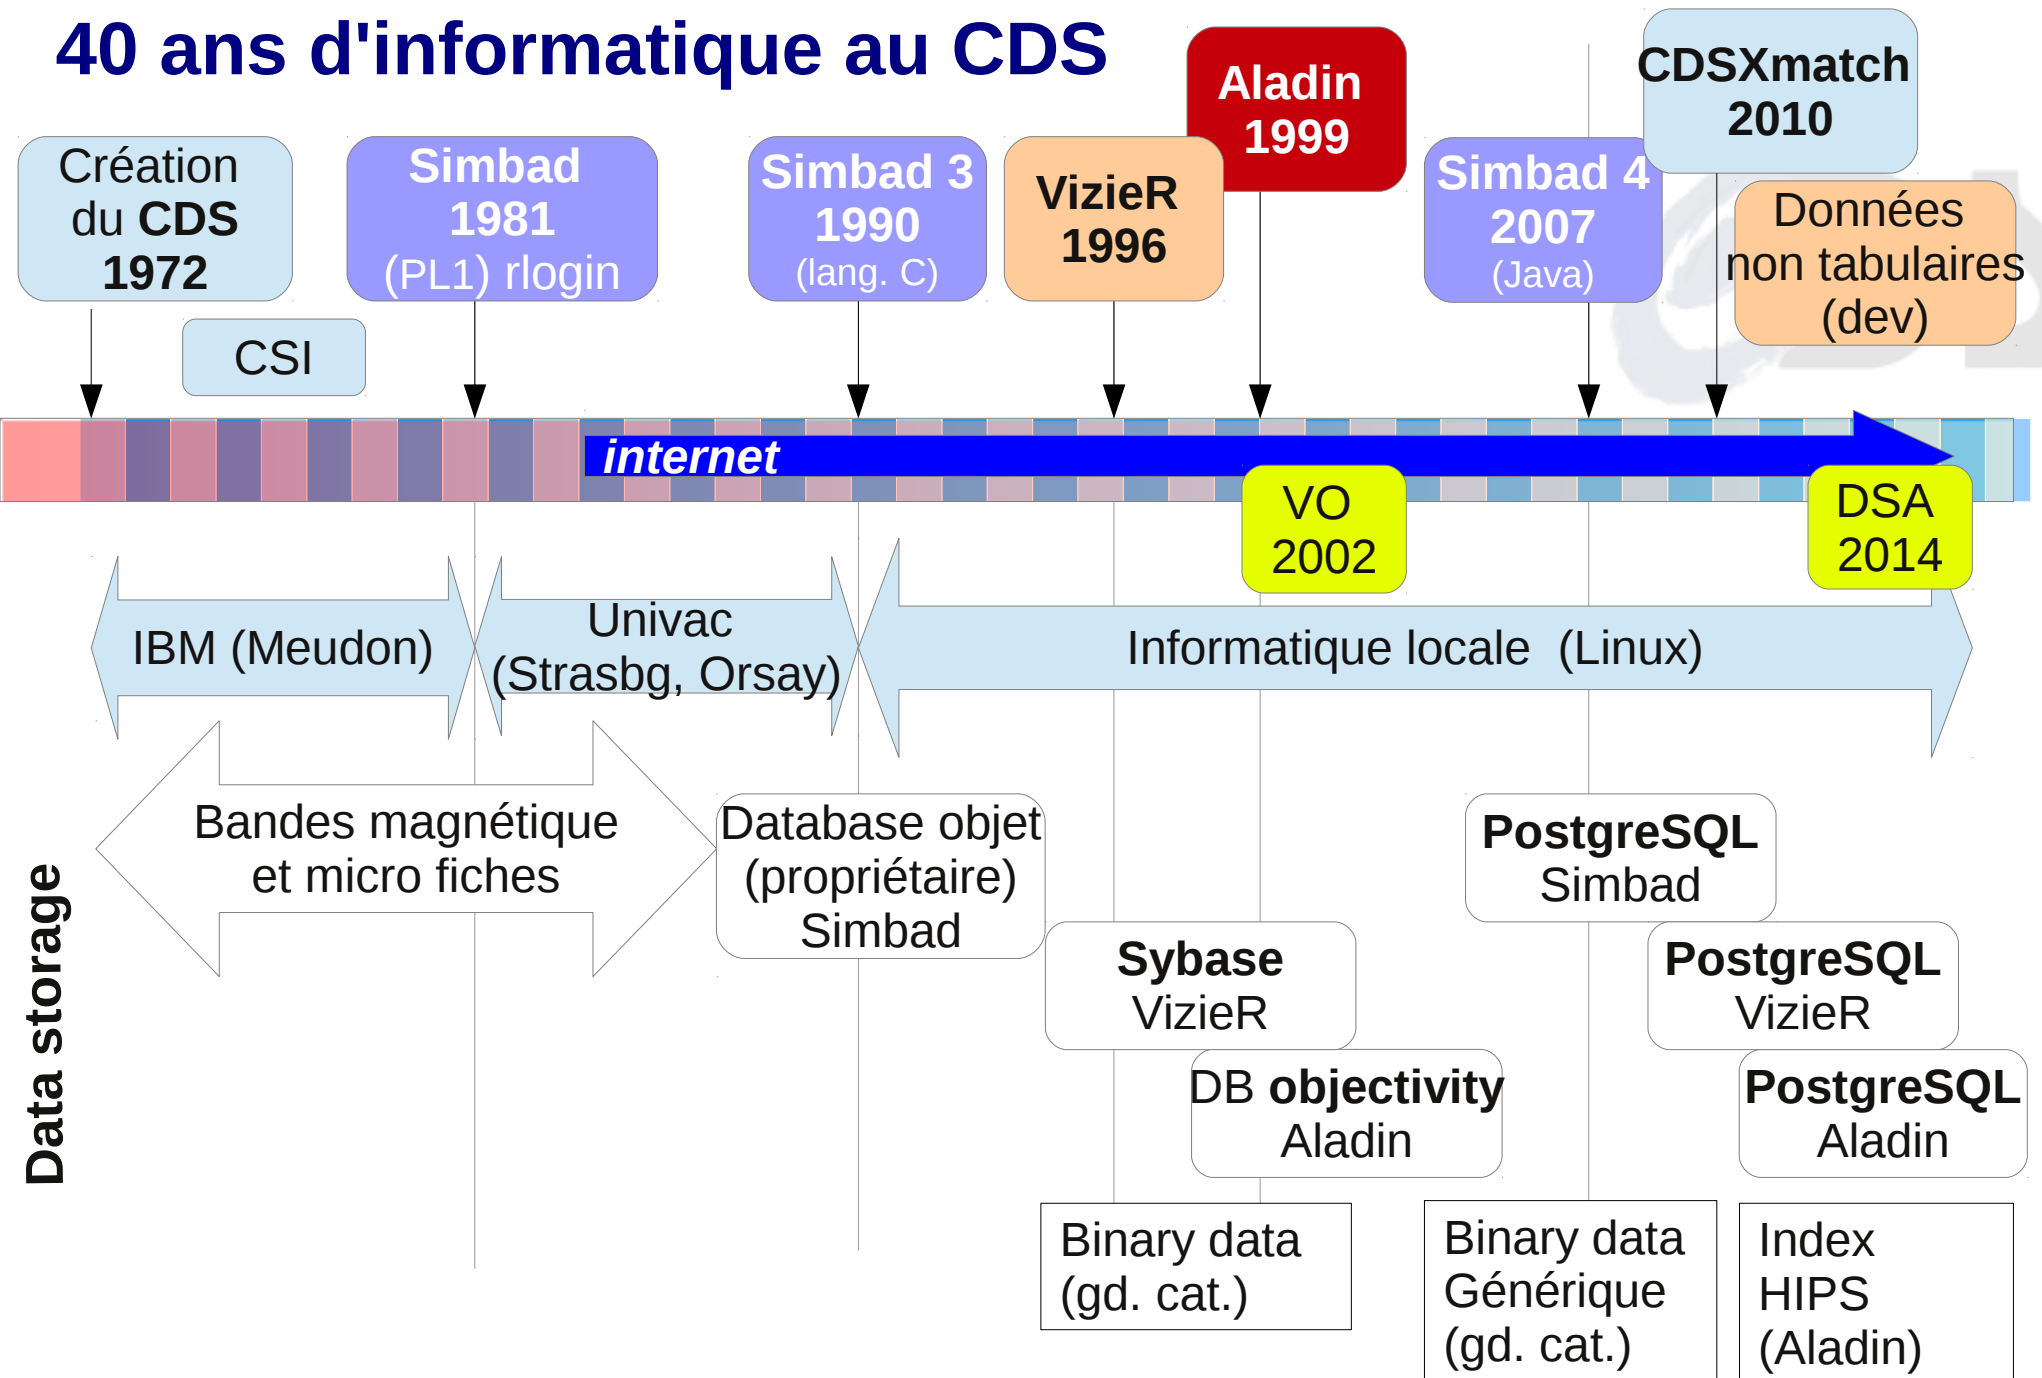 40 ans d'informatique au CDS
Création
du CDS
1972
CSI
Simbad
1981
(PL1) rlogin
Simbad 3
1990
(lang. C)
VizieR
1996
Aladin
1999
Simbad 4
2007
(Java)
CDSXmatch
2010
Données
non tabulaires
(dev)
internet
VO
2002
DSA
2014
IBM (Meudon)
Univac
(Strasbg, Orsay)
Informatique locale (Linux)
Data storage
Bandes magnétique
et micro fiches
Database objet
(propriétaire)
Simbad
Sybase
VizieR
DB objectivity
Aladin
PostgreSQL
Simbad
PostgreSQL
VizieR
PostgreSQL
Aladin
Binary data
(gd. cat.)
Binary data
Générique
(gd. cat.)
Index
HIPS
(Aladin)